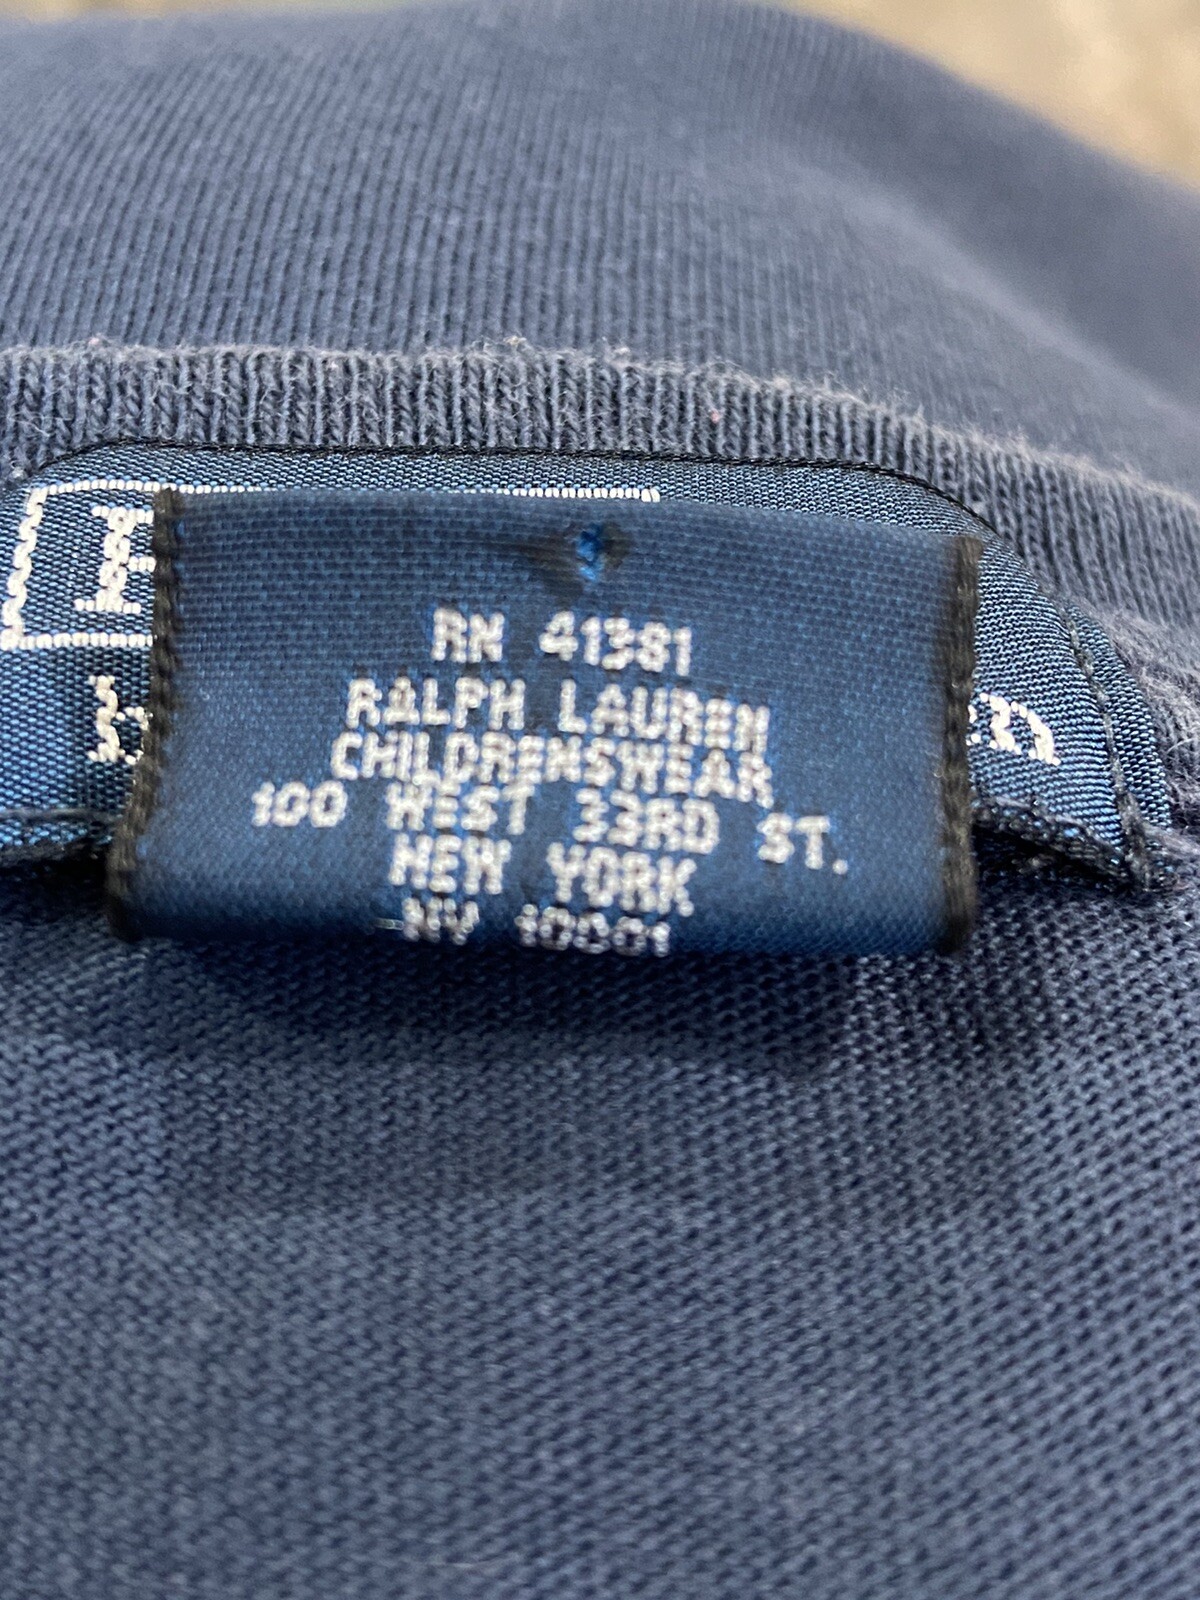 RN 41381
RALPH LAUREN
CHILDRENSWEAR
100 WEST 33RD ST.
NEW YORK
NY 10001